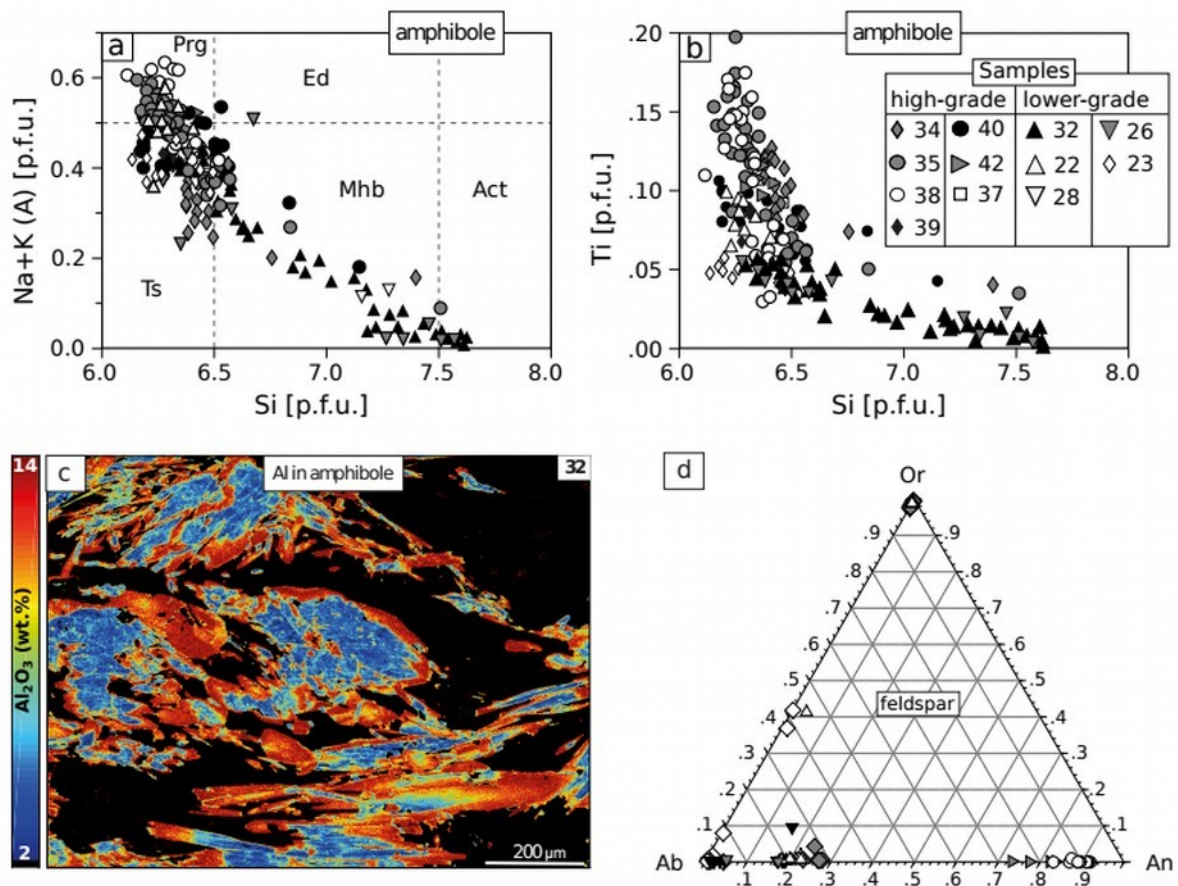 a
amphibole
Prg
Ed
Mhb
Act
Ts
Na+K (A) [p.f.u.]
0.6
0.4
0.2
0.0
6.0 6.5 7.0 7.5 8.0
Si [p.f.u.]
b
amphibole
Ti [p.f.u.]
.20
.15
.10
.05
.00
6.0 6.5 7.0 7.5 8.0
Si [p.f.u.]
Samples
high-grade lower-grade
34 40 32 26
35 42 22 23
38 37 28
39
c
Al in amphibole
32
14
Al2O3 (wt.%)
2
200 µm
d
Or
.9 .9
.8 .8
.7 .7
.6 .6
.5 .5
feldspar
.4 .4
.3 .3
.2 .2
.1 .1
Ab An
.1 .2 .3 .4 .5 .6 .7 .8 .9